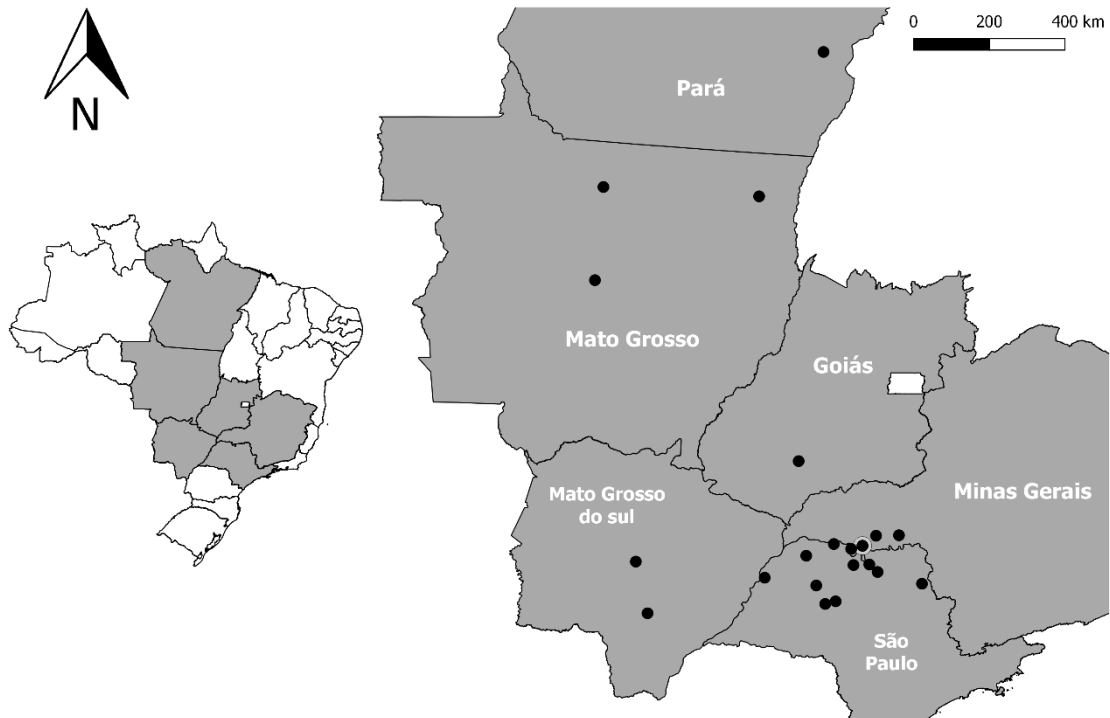 0 200 400 km
N
Pará
Mato Grosso
Goiás
Mato Grosso
do sul
Minas Gerais
São
Paulo